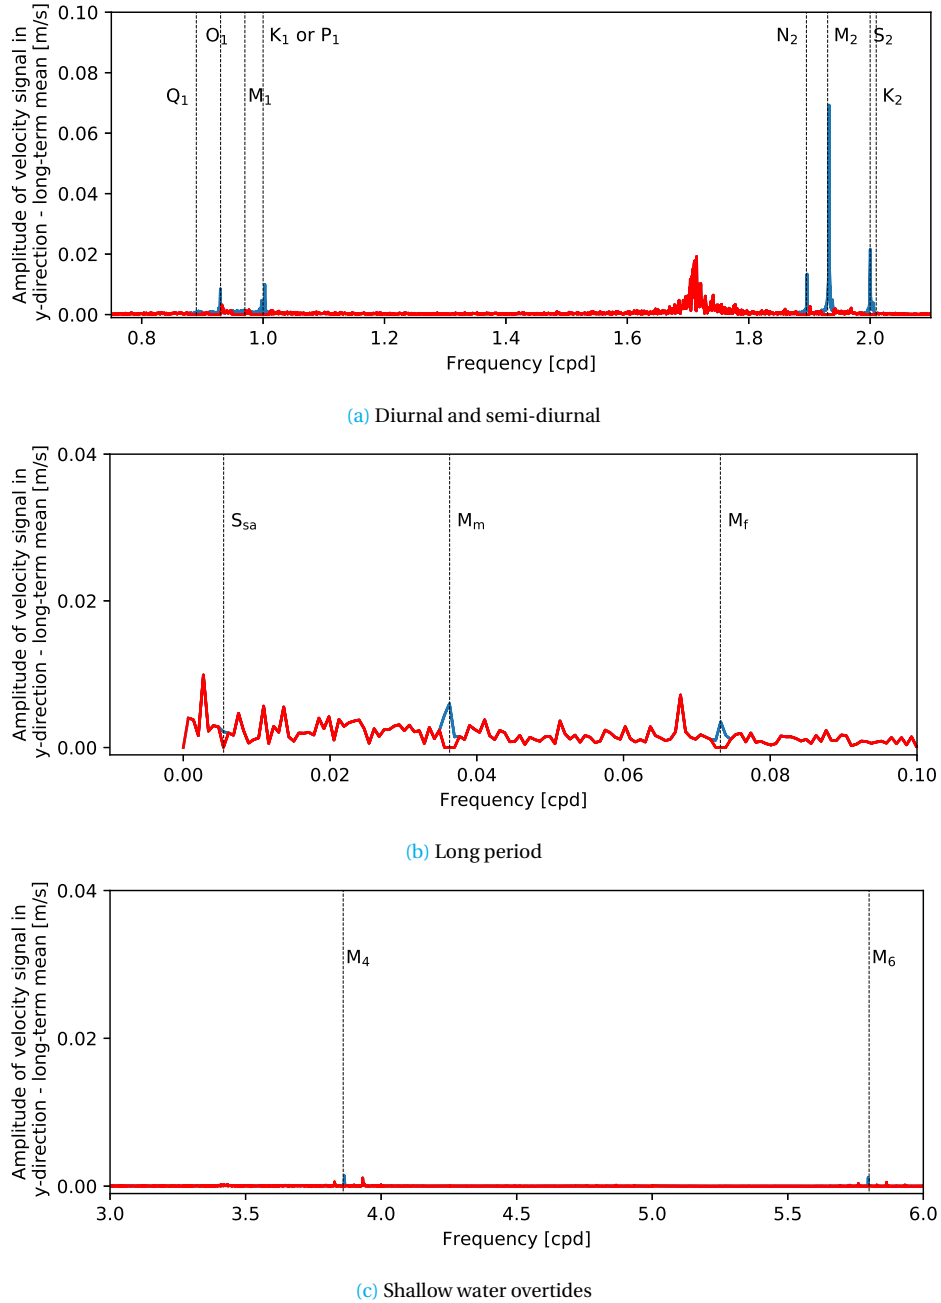 Amplitude of velocity signal in
y-direction - long-term mean [m/s]
0.10
0.08
0.06
0.04
0.02
0.00
O1 K1 or P1 N2 M2 S2
Q1 M1 K2
0.8 1.0 1.2 1.4 1.6 1.8 2.0
Frequency [cpd]
(a) Diurnal and semi-diurnal
Amplitude of velocity signal in
y-direction - long-term mean [m/s]
0.04
0.02
0.00
Ssa Mm Mf
0.00 0.02 0.04 0.06 0.08 0.10
Frequency [cpd]
(b) Long period
Amplitude of velocity signal in
y-direction - long-term mean [m/s]
0.04
0.02
0.00
M4 M6
3.0 3.5 4.0 4.5 5.0 5.5 6.0
Frequency [cpd]
(c) Shallow water overtides